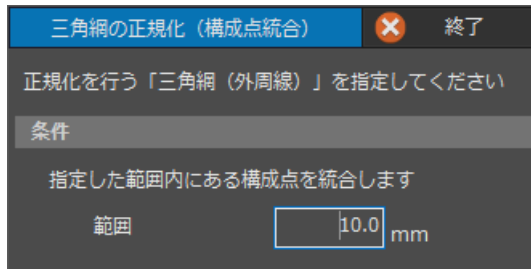 三角網の正規化（構成点統合） 終了
正規化を行う「三角網（外周線）」を指定してください
条件
指定した範囲内にある構成点を統合します
範囲 10.0 mm